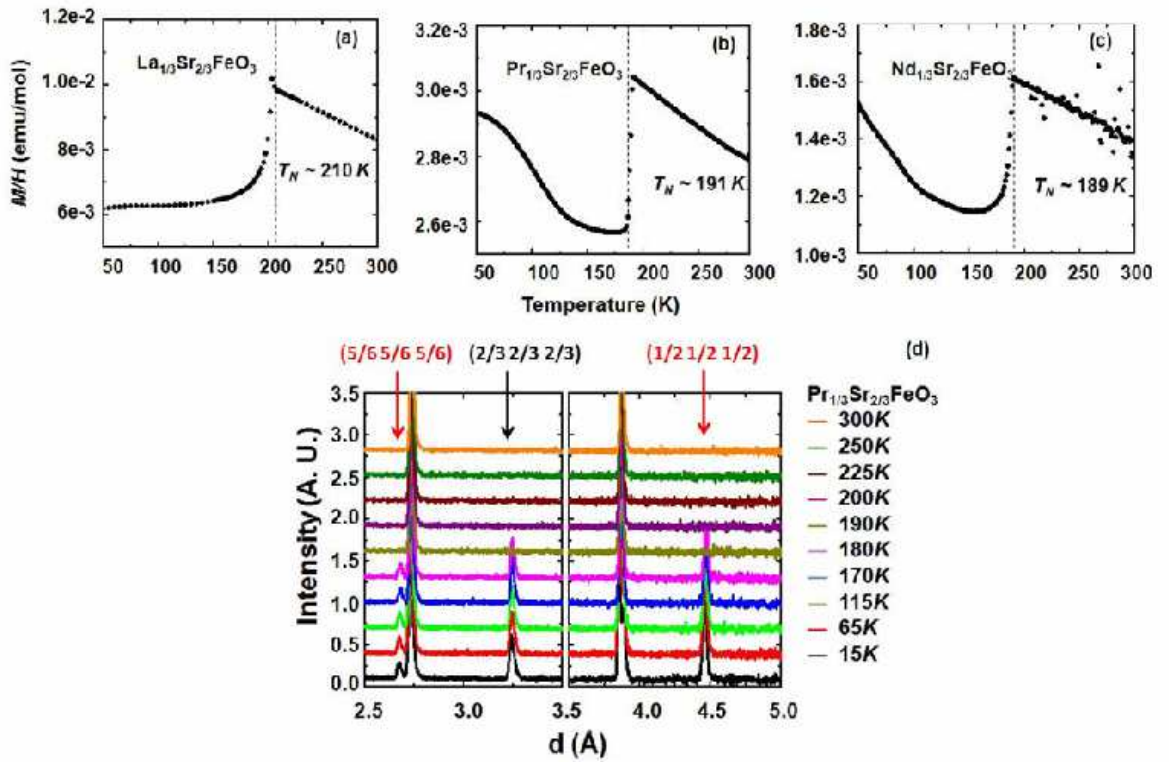 1.2e-2
(a)
La1/3Sr2/3FeO3
1.0e-2
8e-3
6e-3
TN ~ 210 K
M/H (emu/mol)
50 100 150 200 250 300
3.2e-3
(b)
Pr1/3Sr2/3FeO3
3.0e-3
2.8e-3
2.6e-3
TN ~ 191 K
50 100 150 200 250 300
1.8e-3
(c)
Nd1/3Sr2/3FeO
1.6e-3
1.4e-3
1.2e-3
1.0e-3
TN ~ 189 K
50 100 150 200 250 300
Temperature (K)
(5/6 5/6 5/6) (2/3 2/3 2/3) (1/2 1/2 1/2) (d)
Pr1/3Sr2/3FeO3
300K
250K
225K
200K
190K
180K
170K
115K
65K
15K
Intensity (A. U.)
3.5
3.0
2.5
2.0
1.5
1.0
0.5
0.0
2.5 3.0 3.5 4.0 4.5 5.0
d (Å)